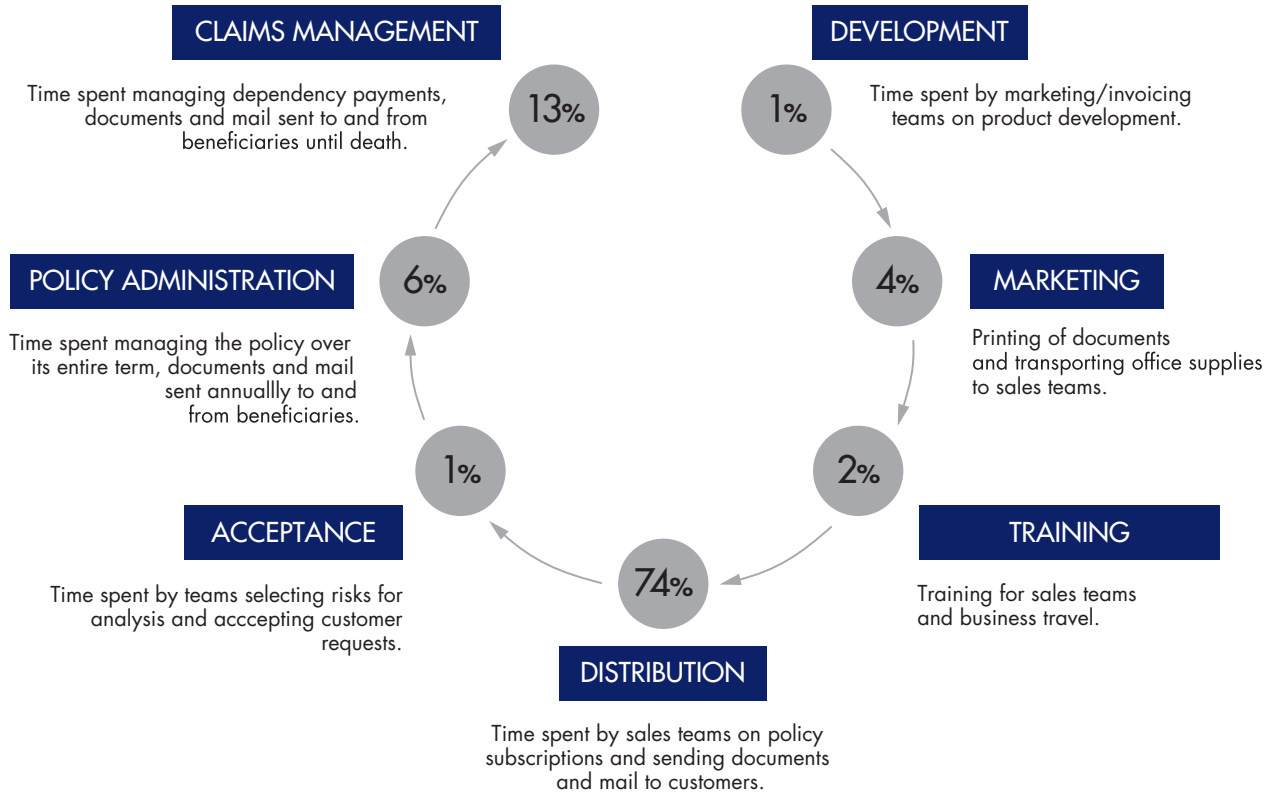 DEVELOPMENT
1%
Time spent by marketing/invoicing
teams on product development.
MARKETING
4%
Printing of documents
and transporting office supplies
to sales teams.
TRAINING
2%
Training for sales teams
and business travel.
74%
DISTRIBUTION
Time spent by sales teams on policy
subscriptions and sending documents
and mail to customers.
1%
ACCEPTANCE
Time spent by teams selecting risks for
analysis and acccepting customer
requests.
6%
POLICY ADMINISTRATION
Time spent managing the policy over
its entire term, documents and mail
sent annuallly to and
from beneficiaries.
CLAIMS MANAGEMENT
13%
Time spent managing dependency payments,
documents and mail sent to and from
beneficiaries until death.